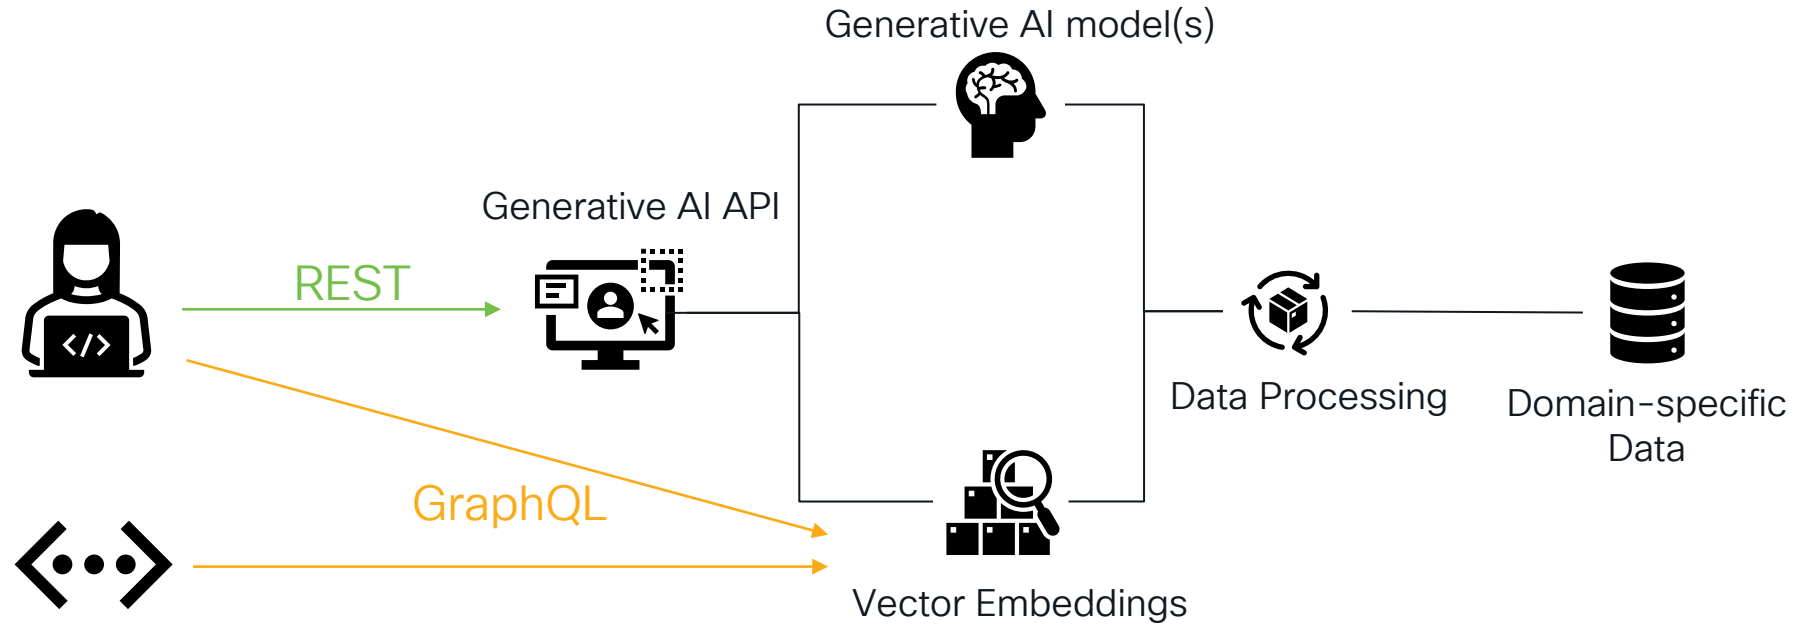 Generative AI model(s)
Generative AI API
REST
</>
Data Processing
Domain-specific
Data
GraphQL
Vector Embeddings